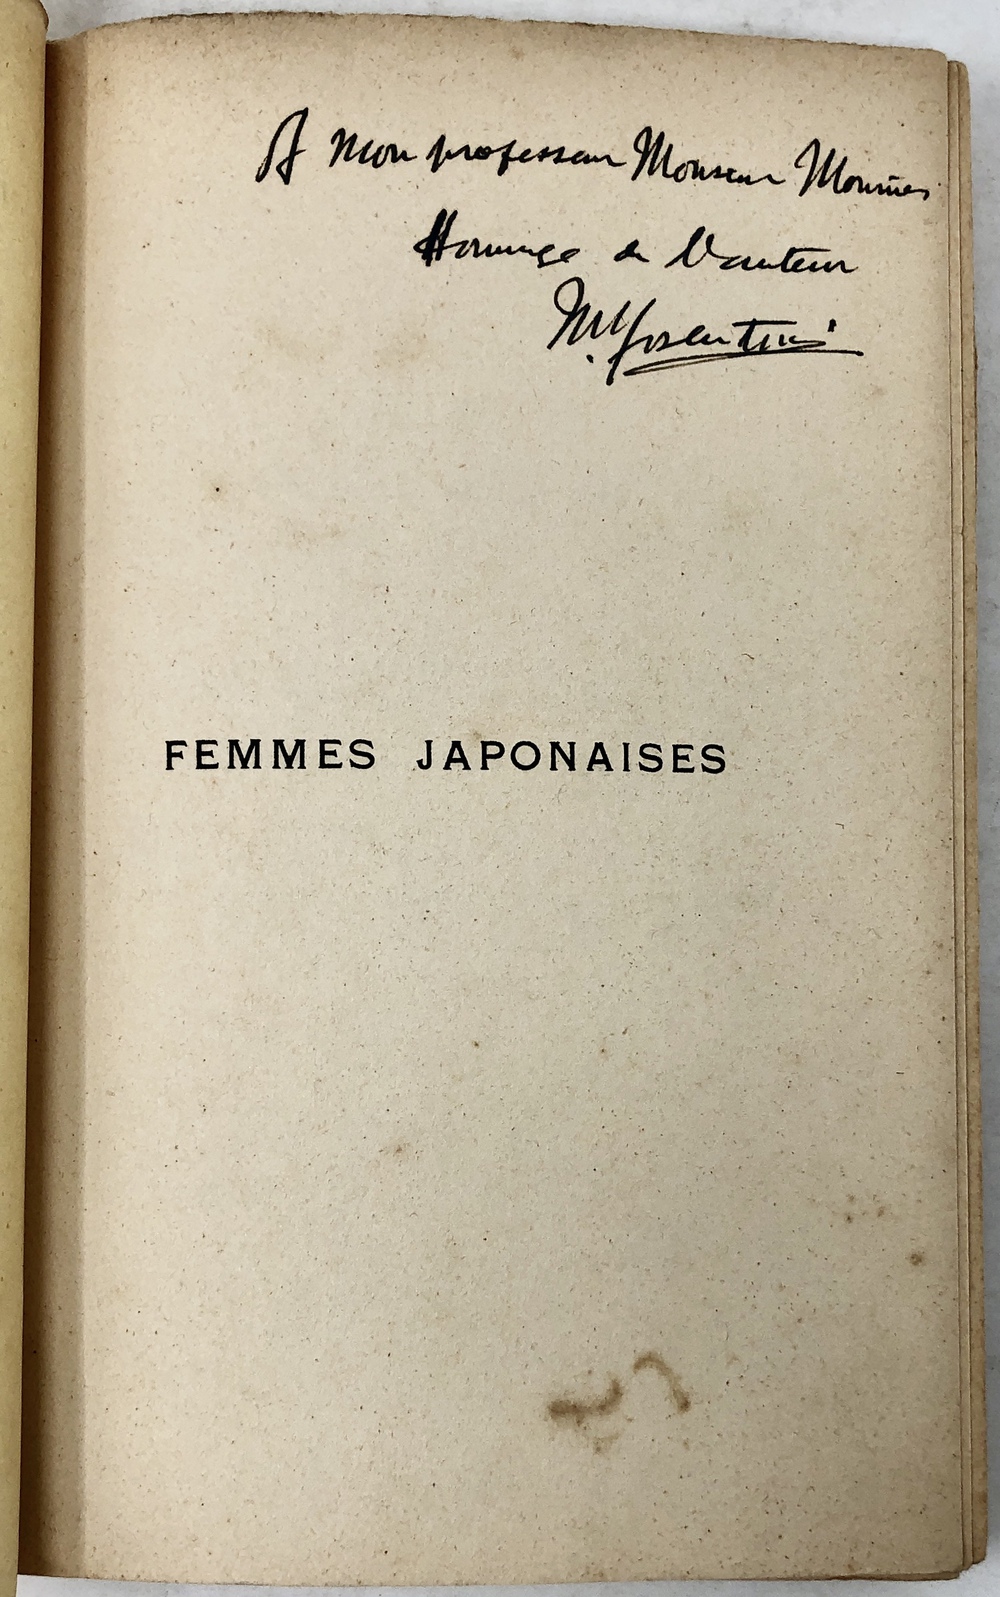 A mon professeur Monsieur
Hommage de l'auteur
FEMMES JAPONAISES